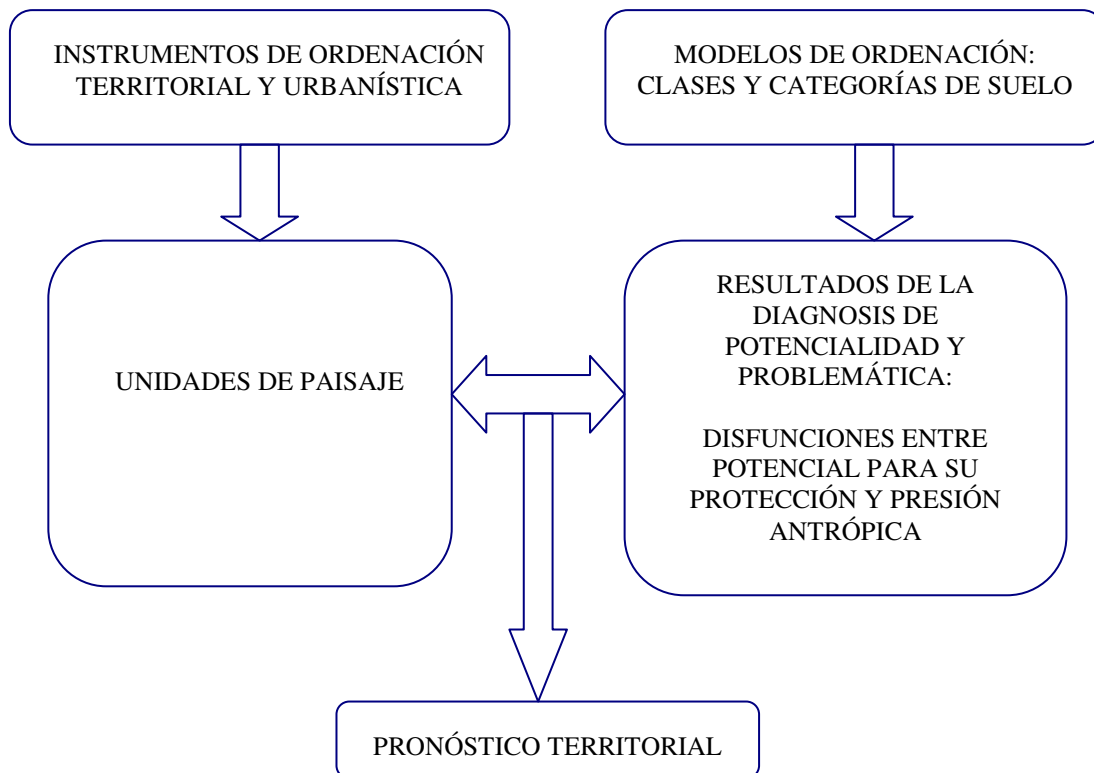 INSTRUMENTOS DE ORDENACIÓN
TERRITORIAL Y URBANÍSTICA
MODELOS DE ORDENACIÓN:
CLASES Y CATEGORÍAS DE SUELO
UNIDADES DE PAISAJE
RESULTADOS DE LA
DIAGNOSIS DE
POTENCIALIDAD Y
PROBLEMÁTICA:
DISFUNCIONES ENTRE
POTENCIAL PARA SU
PROTECCIÓN Y PRESIÓN
ANTRÓPICA
PRONÓSTICO TERRITORIAL